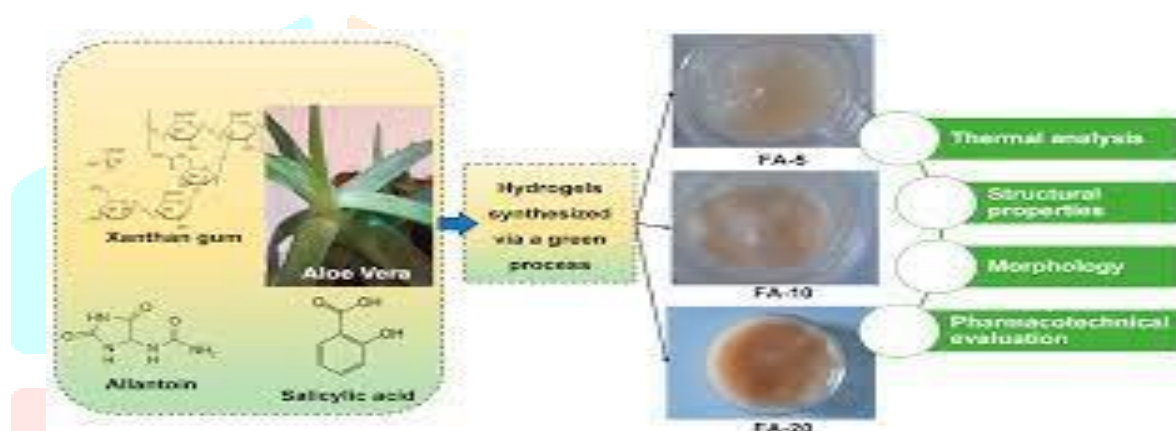 Xanthan gum
Aloe Vera
Allantoin
Salicylic acid
Hydrogels
synthesized
via a green
process
FA-5
FA-10
FA-20
Thermal analysis
Structural
properties
Morphology
Pharmacotechnical
evaluation